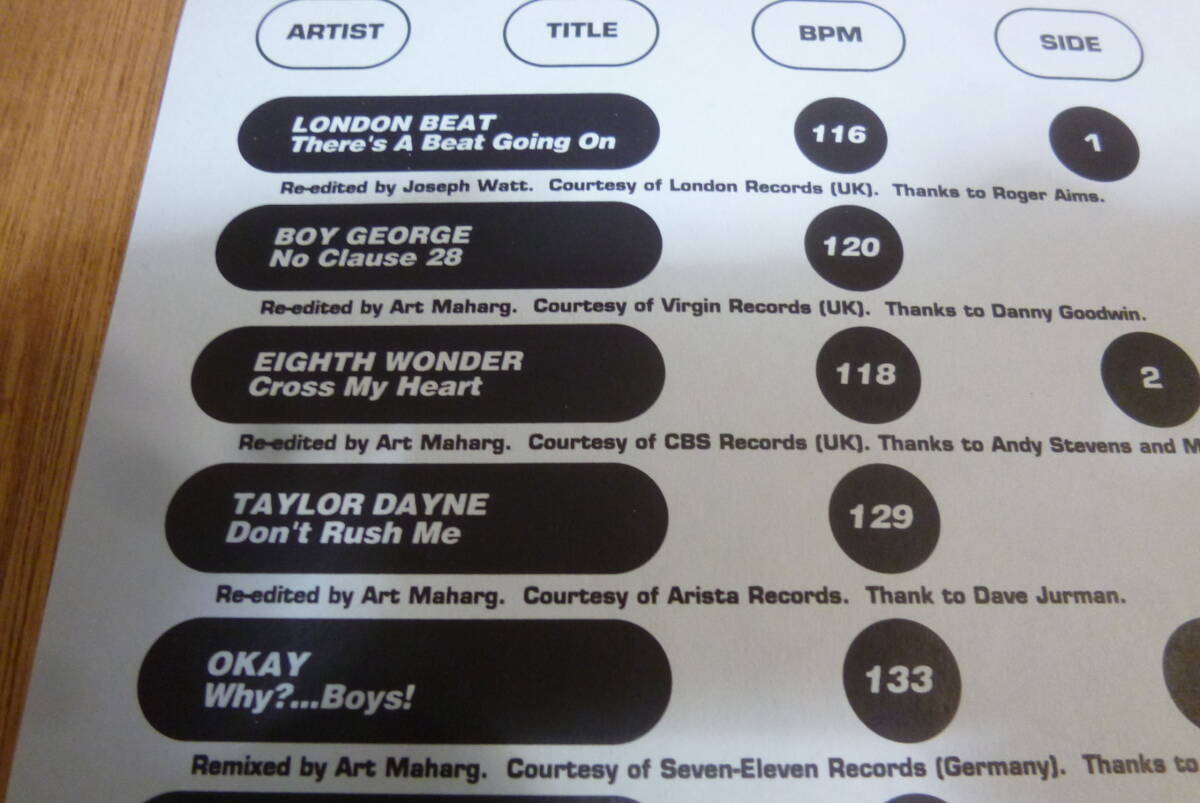 ARTIST TITLE BPM SIDE
LONDON BEAT
There's A Beat Going On 116 1
Re-edited by Joseph Watt. Courtesy of London Records (UK). Thanks to Roger Aims.
BOY GEORGE
No Clause 28 120
Re-edited by Art Maharg. Courtesy of Virgin Records (UK). Thanks to Danny Goodwin.
EIGHTH WONDER
Cross My Heart 118 2
Re-edited by Art Maharg. Courtesy of CBS Records (UK). Thanks to Andy Stevens and M
TAYLOR DAYNE
Don't Rush Me 129
Re-edited by Art Maharg. Courtesy of Arista Records. Thank to Dave Jurman.
OKAY
Why?...Boys! 133
Remixed by Art Maharg. Courtesy of Seven-Eleven Records (Germany). Thanks to